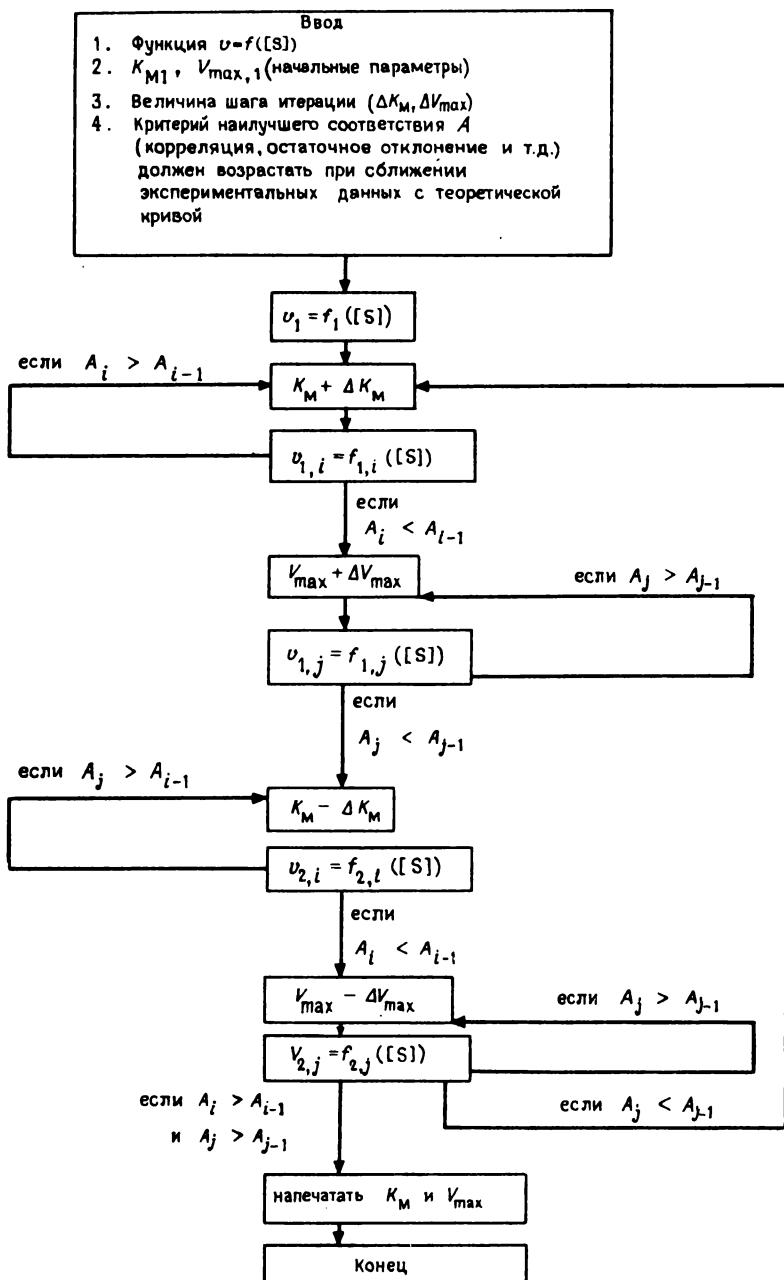 Ввод
1. Функция v=f([S])
2. K_M1, V_max,1 (начальные параметры)
3. Величина шага итерации (ΔK_M, ΔV_max)
4. Критерий наилучшего соответствия A
(корреляция, остаточное отклонение и т.д.)
должен возрастать при сближении
экспериментальных данных с теоретической
кривой
v_1 = f_1 ([S])
если A_i > A_i-1
K_M + ΔK_M
v_1,i = f_1,i ([S])
если
A_i < A_i-1
V_max + ΔV_max
если A_j > A_j-1
v_1,j = f_1,j ([S])
если
A_j < A_j-1
если A_j > A_i-1
K_M − ΔK_M
v_2,i = f_2,i ([S])
если
A_i < A_i-1
V_max − ΔV_max
если A_j > A_j-1
V_2,j = f_2,j ([S])
если A_i > A_i-1
и A_j > A_j-1
если A_j < A_j-1
напечатать K_M и V_max
Конец